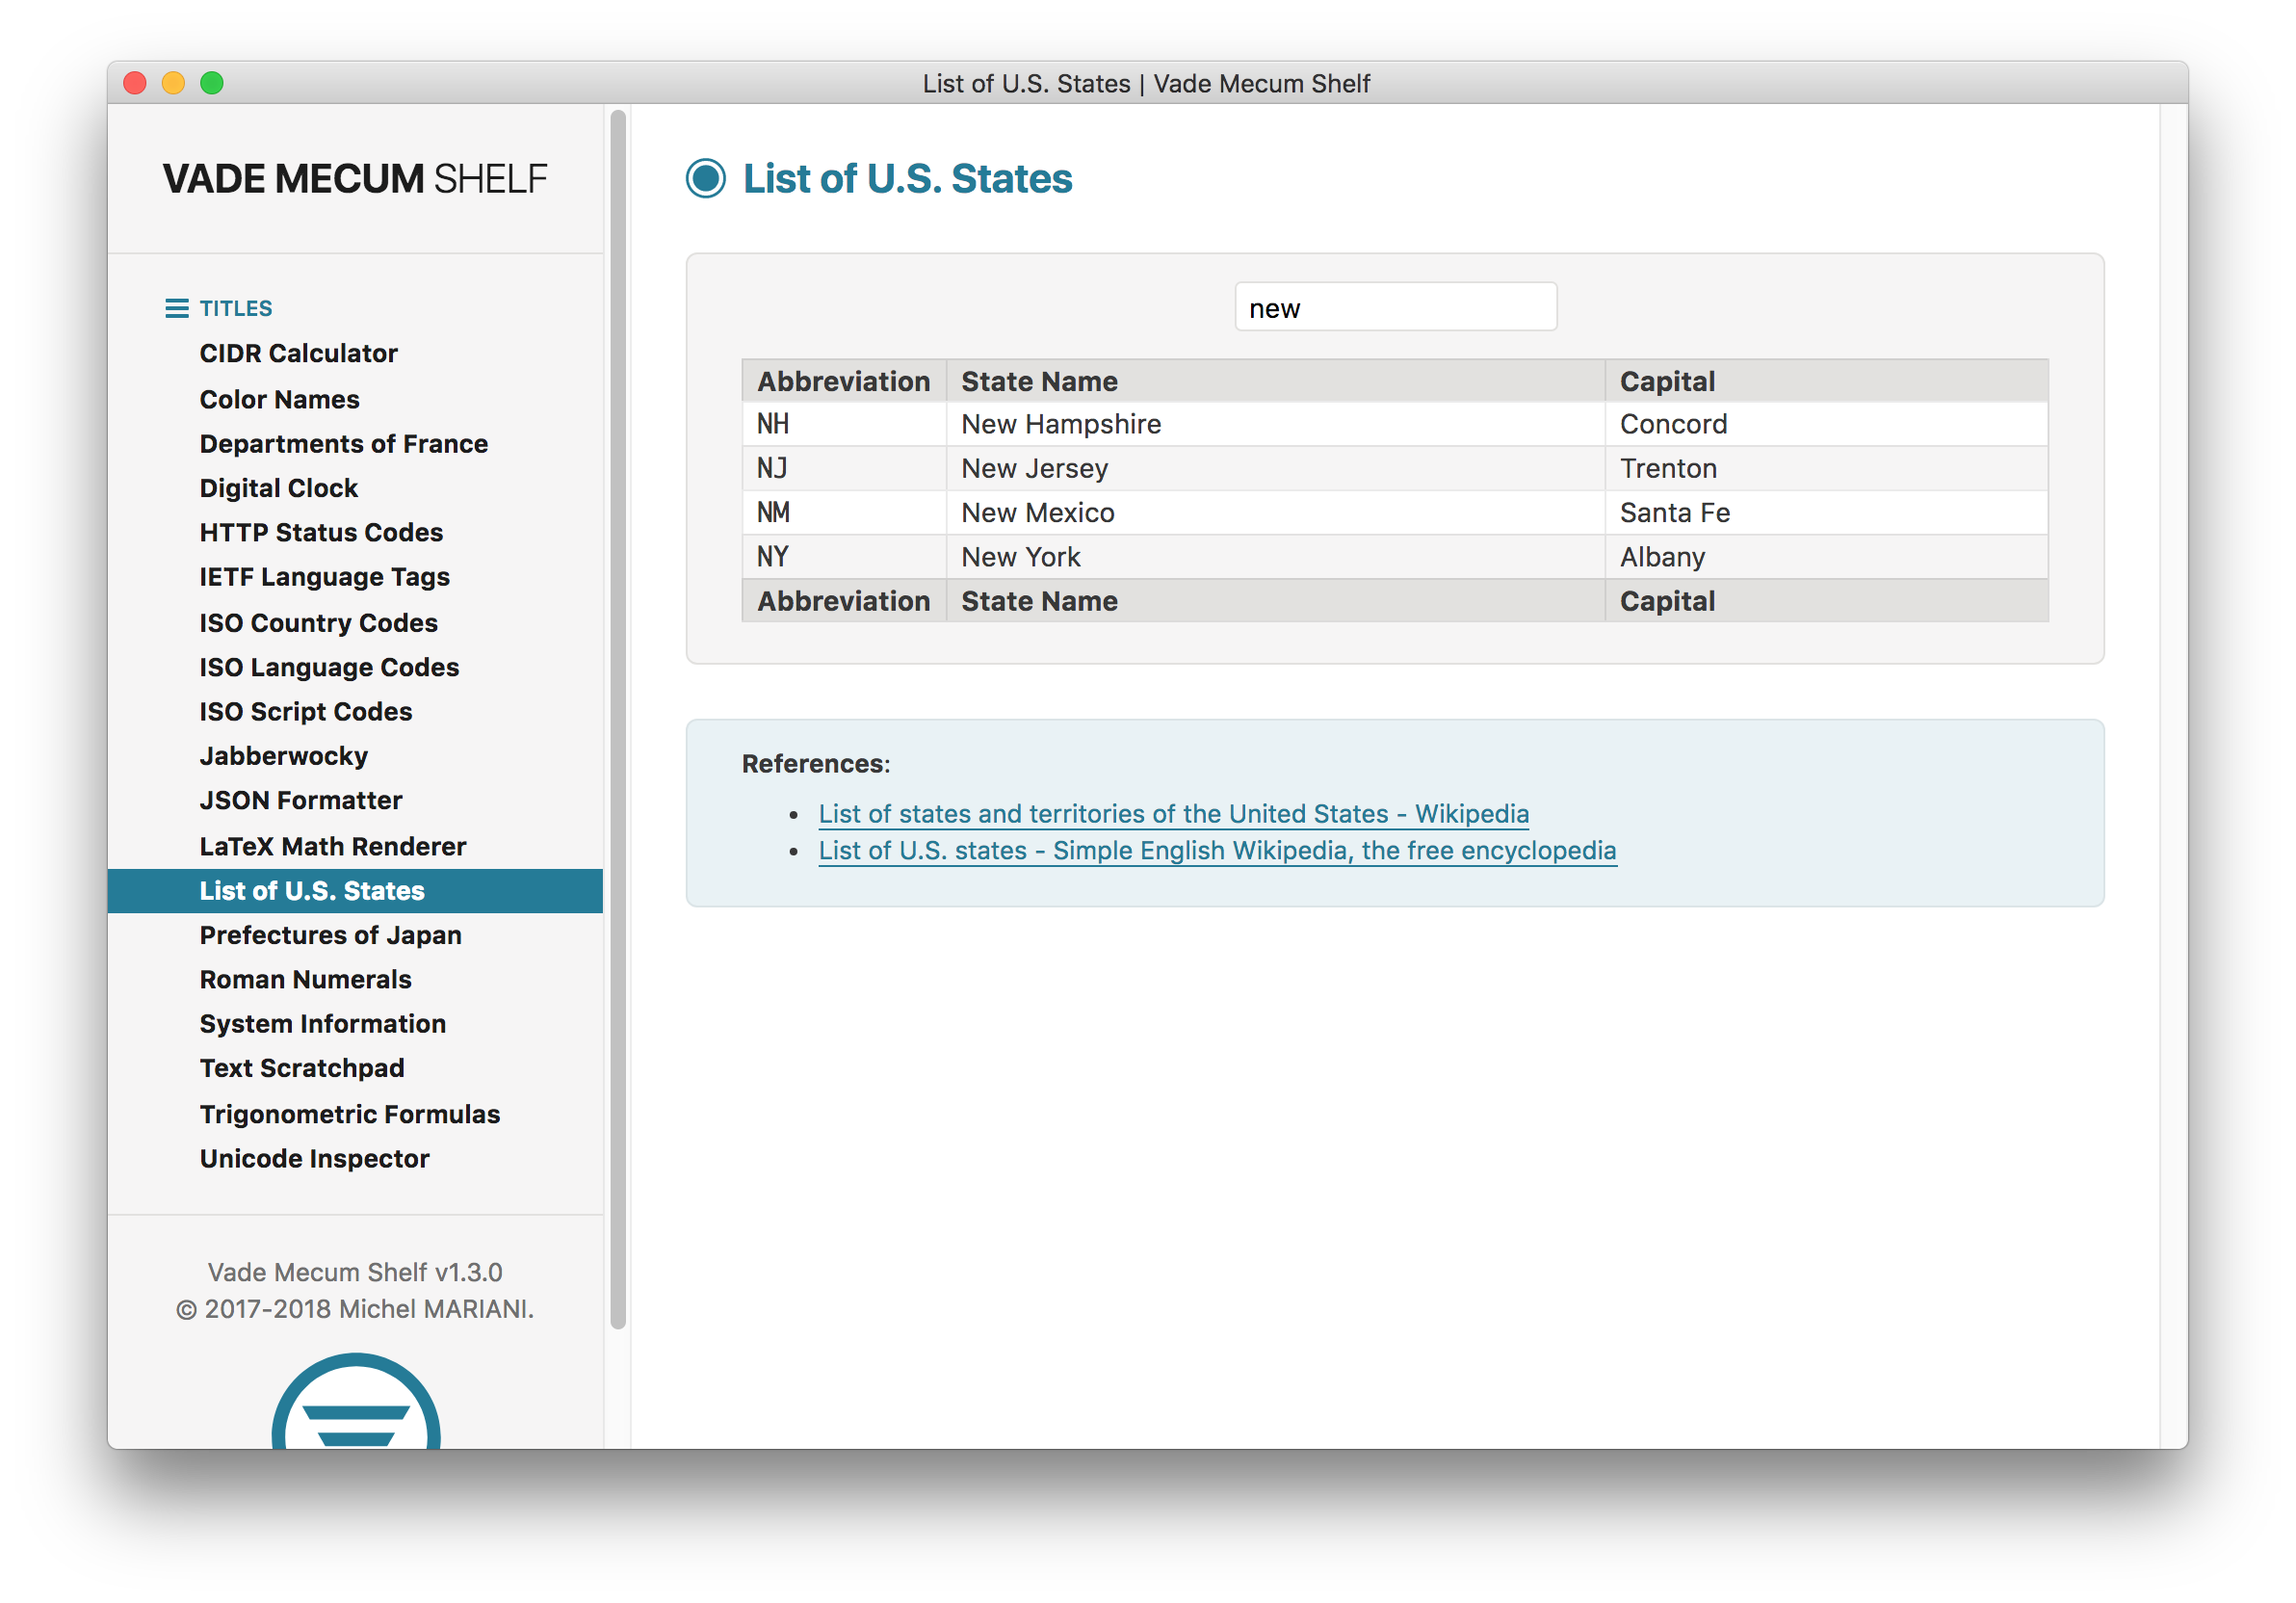 List of U.S. States | Vade Mecum Shelf
VADE MECUM SHELF
TITLES
CIDR Calculator
Color Names
Departments of France
Digital Clock
HTTP Status Codes
IETF Language Tags
ISO Country Codes
ISO Language Codes
ISO Script Codes
Jabberwocky
JSON Formatter
LaTeX Math Renderer
List of U.S. States
Prefectures of Japan
Roman Numerals
System Information
Text Scratchpad
Trigonometric Formulas
Unicode Inspector
Vade Mecum Shelf v1.3.0
© 2017-2018 Michel MARIANI.
List of U.S. States
new
Abbreviation State Name Capital
NH New Hampshire Concord
NJ New Jersey Trenton
NM New Mexico Santa Fe
NY New York Albany
Abbreviation State Name Capital
References:
• List of states and territories of the United States - Wikipedia
• List of U.S. states - Simple English Wikipedia, the free encyclopedia